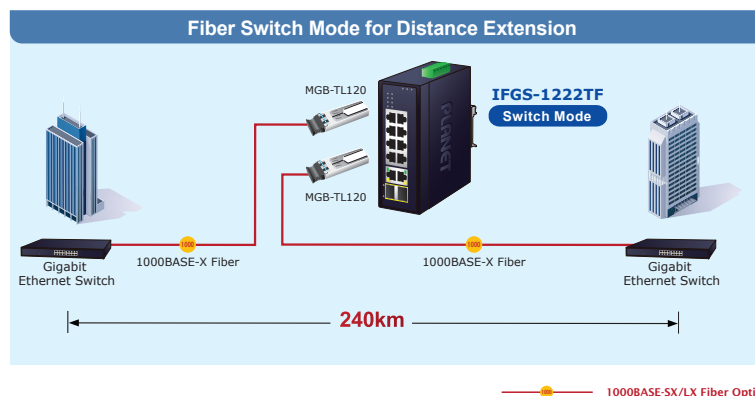 Fiber Switch Mode for Distance Extension
MGB-TL120
IFGS-1222TF
Switch Mode
PLANET
MGB-TL120
1000
1000BASE-X Fiber
1000
1000BASE-X Fiber
Gigabit
Ethernet Switch
Gigabit
Ethernet Switch
240km
1000
1000BASE-SX/LX Fiber Opti